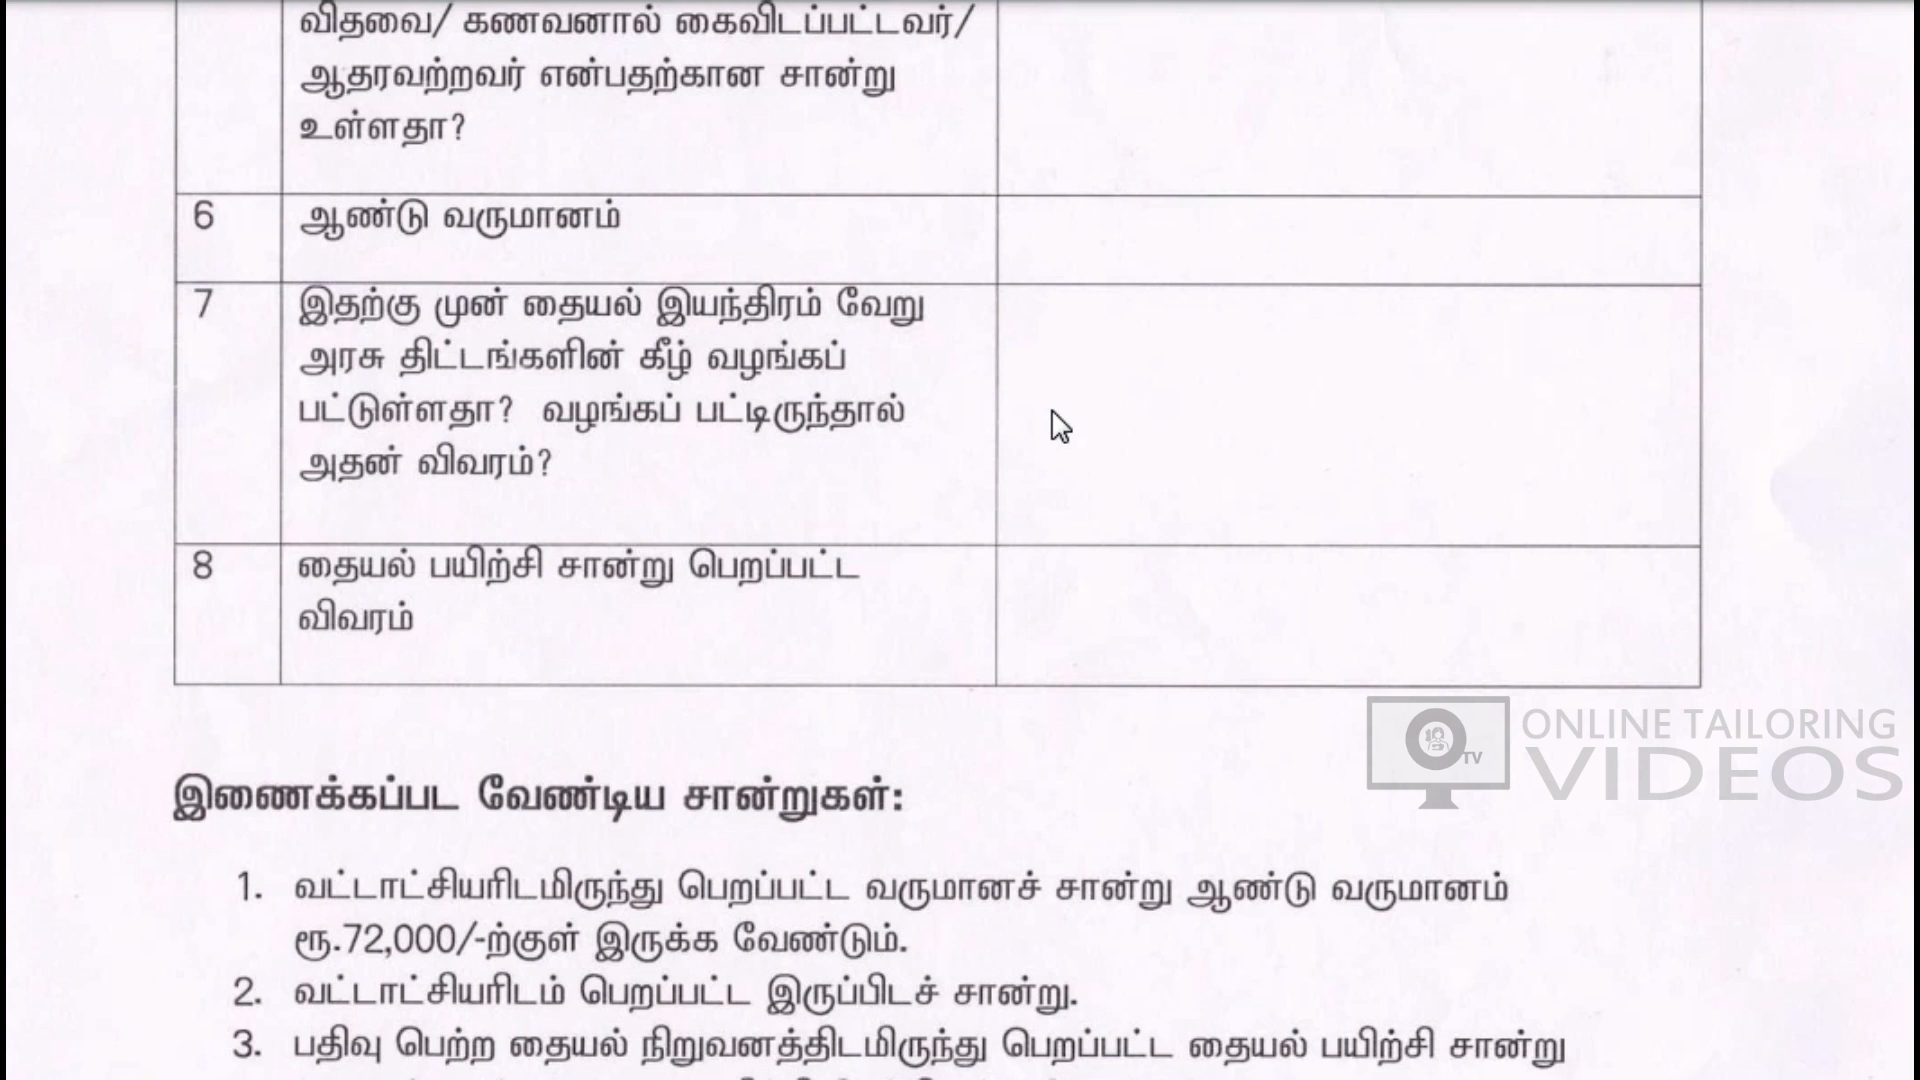 விதவை/ கணவனால் கைவிடப்பட்டவர்/
ஆதரவற்றவர் என்பதற்கான சான்று
உள்ளதா?
6 ஆண்டு வருமானம்
7 இதற்கு முன் தையல் இயந்திரம் வேறு
அரசு திட்டங்களின் கீழ் வழங்கப்
பட்டுள்ளதா? வழங்கப் பட்டிருந்தால்
அதன் விவரம்?
8 தையல் பயிற்சி சான்று பெறப்பட்ட
விவரம்
TV
ONLINE TAILORING
VIDEOS
இணைக்கப்பட வேண்டிய சான்றுகள்:
1. வட்டாட்சியரிடமிருந்து பெறப்பட்ட வருமானச் சான்று ஆண்டு வருமானம்
ரூ.72,000/-ற்குள் இருக்க வேண்டும்.
2. வட்டாட்சியரிடம் பெறப்பட்ட இருப்பிடச் சான்று.
3. பதிவு பெற்ற தையல் நிறுவனத்திடமிருந்து பெறப்பட்ட தையல் பயிற்சி சான்று